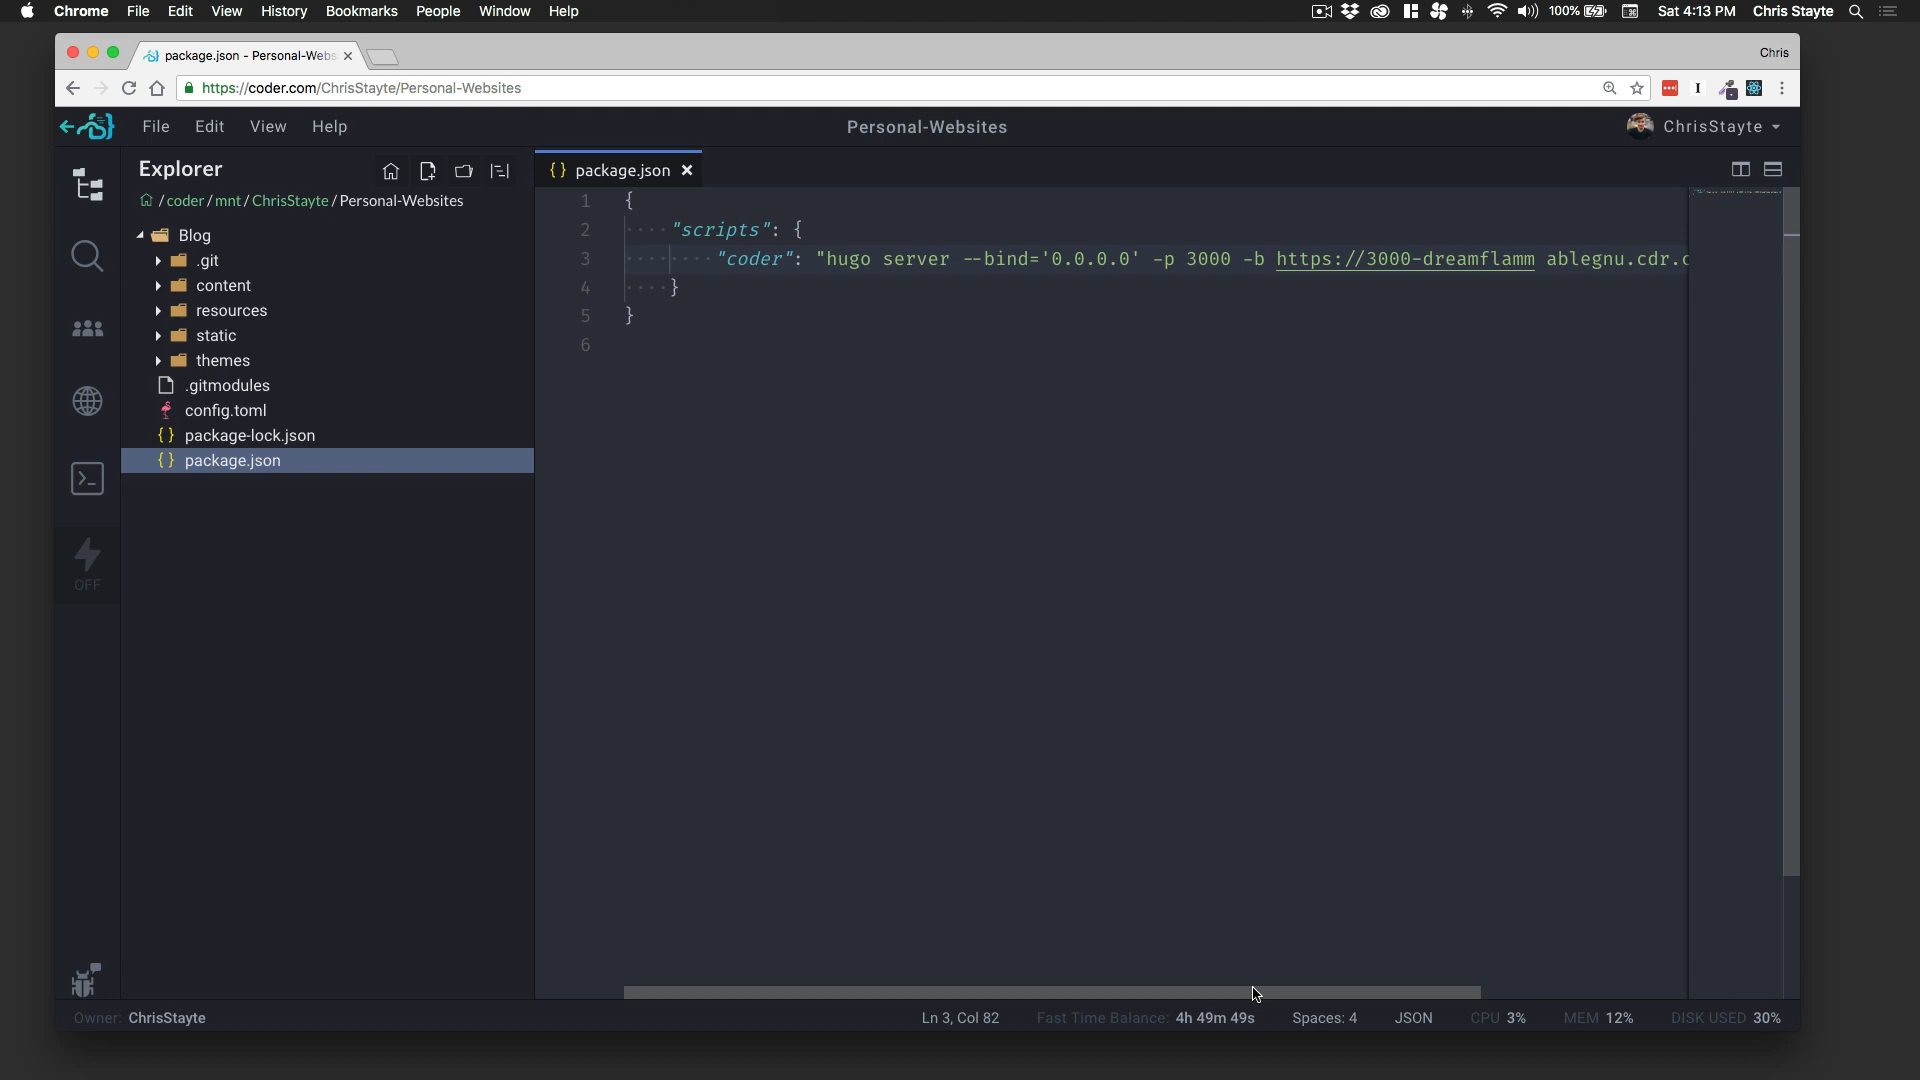 Chrome File Edit View History Bookmarks People Window Help 100% Sat 4:13 PM Chris Stayte
package.json - Personal-Webs Chris
https://coder.com/ChrisStayte/Personal-Websites
File Edit View Help Personal-Websites ChrisStayte
Explorer
/ coder / mnt / ChrisStayte / Personal-Websites
Blog
.git
content
resources
static
themes
.gitmodules
config.toml
package-lock.json
package.json
OFF
{} package.json
1 {
2 "scripts": {
3 "coder": "hugo server --bind='0.0.0.0' -p 3000 -b https://3000-dreamflamm ablegnu.cdr.c
4 }
5 }
6
Owner: ChrisStayte Ln 3, Col 82 Fast Time Balance: 4h 49m 49s Spaces: 4 JSON CPU 3% MEM 12% DISK USED 30%